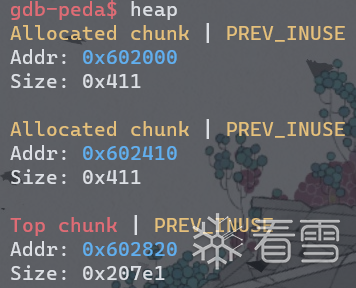 gdb-peda$ heap
Allocated chunk | PREV_INUSE
Addr: 0x602000
Size: 0x411
Allocated chunk | PREV_INUSE
Addr: 0x602410
Size: 0x411
Top chunk | PREV_INUSE
Addr: 0x602820
Size: 0x207e1
看雪